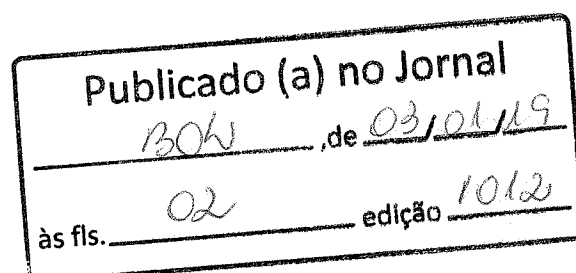 Publicado (a) no Jornal
BOW ,de 03/01/19
às fls. 02 edição 1012